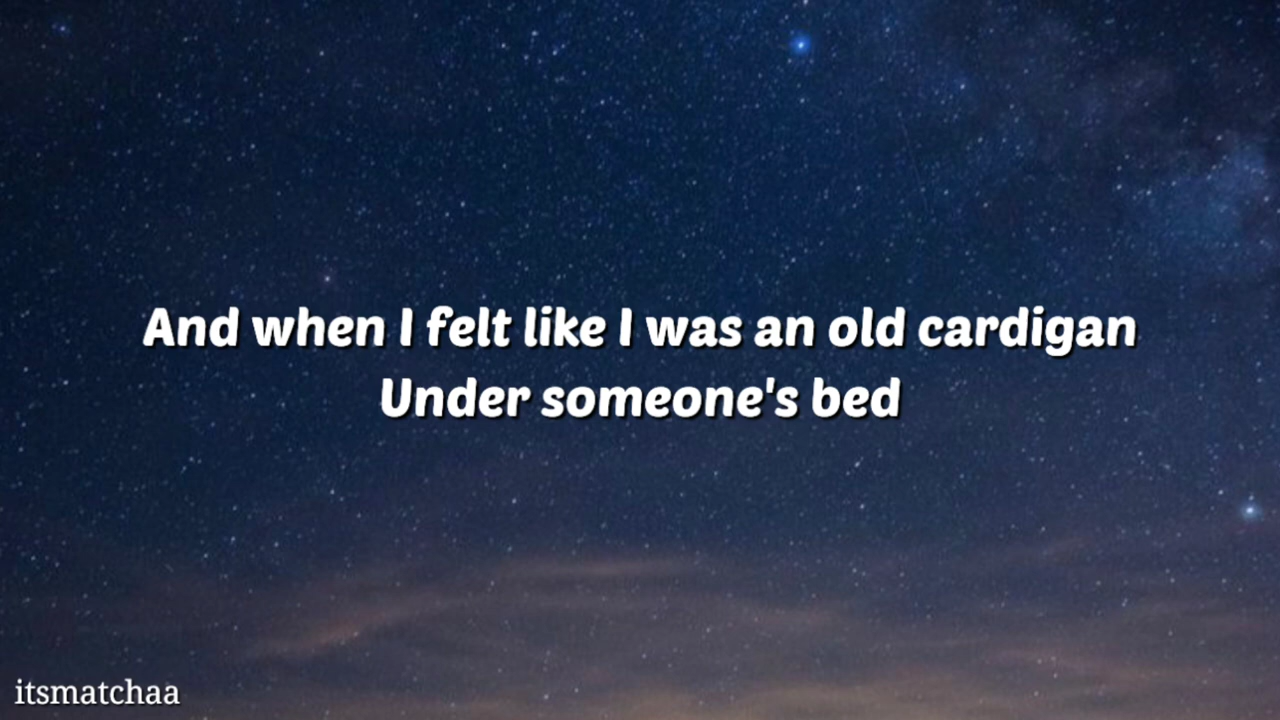 And when I felt like I was an old cardigan
Under someone's bed
itsmatchaa